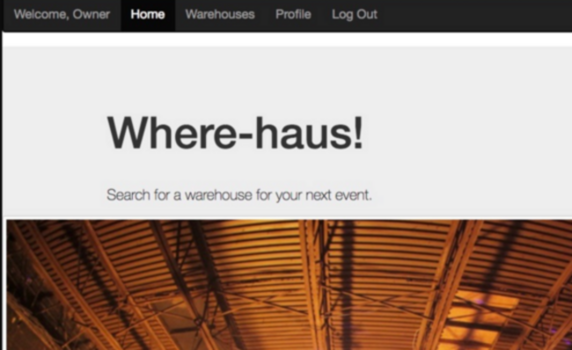 Welcome, Owner Home Warehouses Profile Log Out
Where-haus!
Search for a warehouse for your next event.